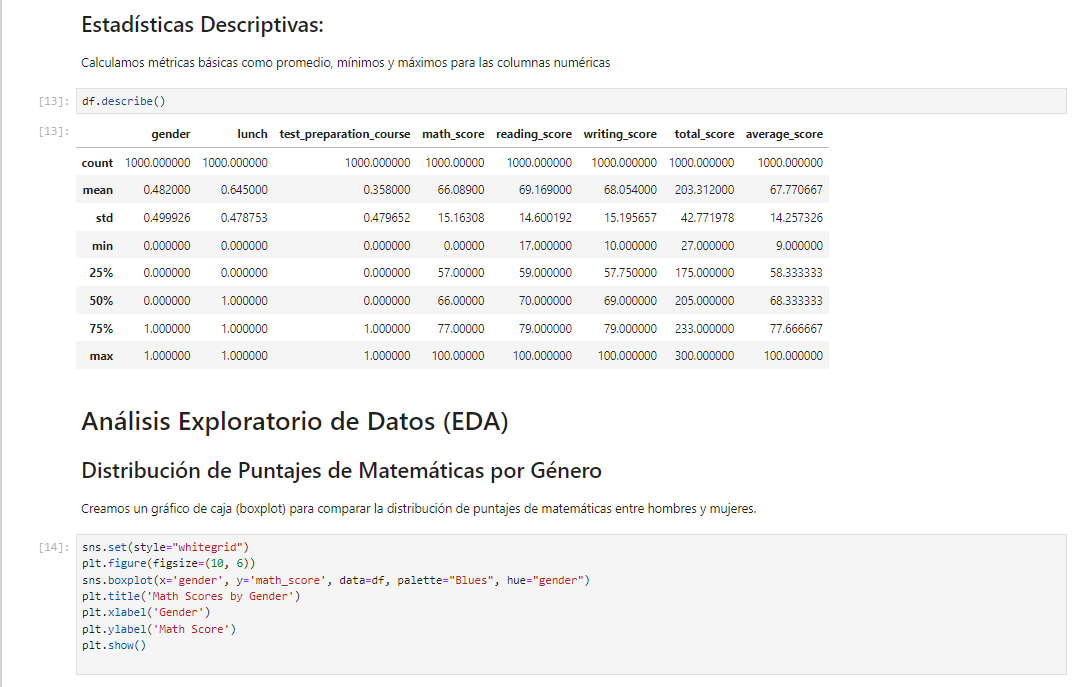 Estadísticas Descriptivas:
Calculamos métricas básicas como promedio, mínimos y máximos para las columnas numéricas
[13]: df.describe()
[13]:
gender lunch test_preparation_course math_score reading_score writing_score total_score average_score
count 1000.000000 1000.000000 1000.000000 1000.00000 1000.000000 1000.000000 1000.000000 1000.000000
mean 0.482000 0.645000 0.358000 66.08900 69.169000 68.054000 203.312000 67.770667
std 0.499926 0.478753 0.479652 15.16308 14.600192 15.195657 42.771978 14.257326
min 0.000000 0.000000 0.000000 0.00000 17.000000 10.000000 27.000000 9.000000
25% 0.000000 0.000000 0.000000 57.00000 59.000000 57.750000 175.000000 58.333333
50% 0.000000 1.000000 0.000000 66.00000 70.000000 69.000000 205.000000 68.333333
75% 1.000000 1.000000 1.000000 77.00000 79.000000 79.000000 233.000000 77.666667
max 1.000000 1.000000 1.000000 100.00000 100.000000 100.000000 300.000000 100.000000
Análisis Exploratorio de Datos (EDA)
Distribución de Puntajes de Matemáticas por Género
Creamos un gráfico de caja (boxplot) para comparar la distribución de puntajes de matemáticas entre hombres y mujeres.
[14]: sns.set(style="whitegrid")
plt.figure(figsize=(10, 6))
sns.boxplot(x='gender', y='math_score', data=df, palette="Blues", hue="gender")
plt.title('Math Scores by Gender')
plt.xlabel('Gender')
plt.ylabel('Math Score')
plt.show()